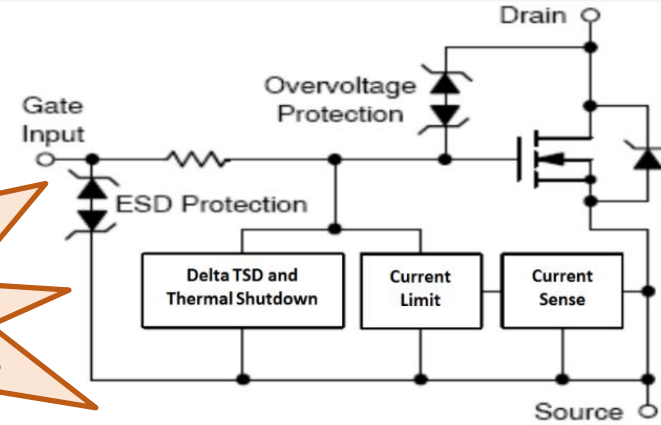 Drain
Overvoltage
Protection
Gate
Input
ESD Protection
Delta TSD and
Thermal Shutdown
Current
Limit
Current
Sense
Source